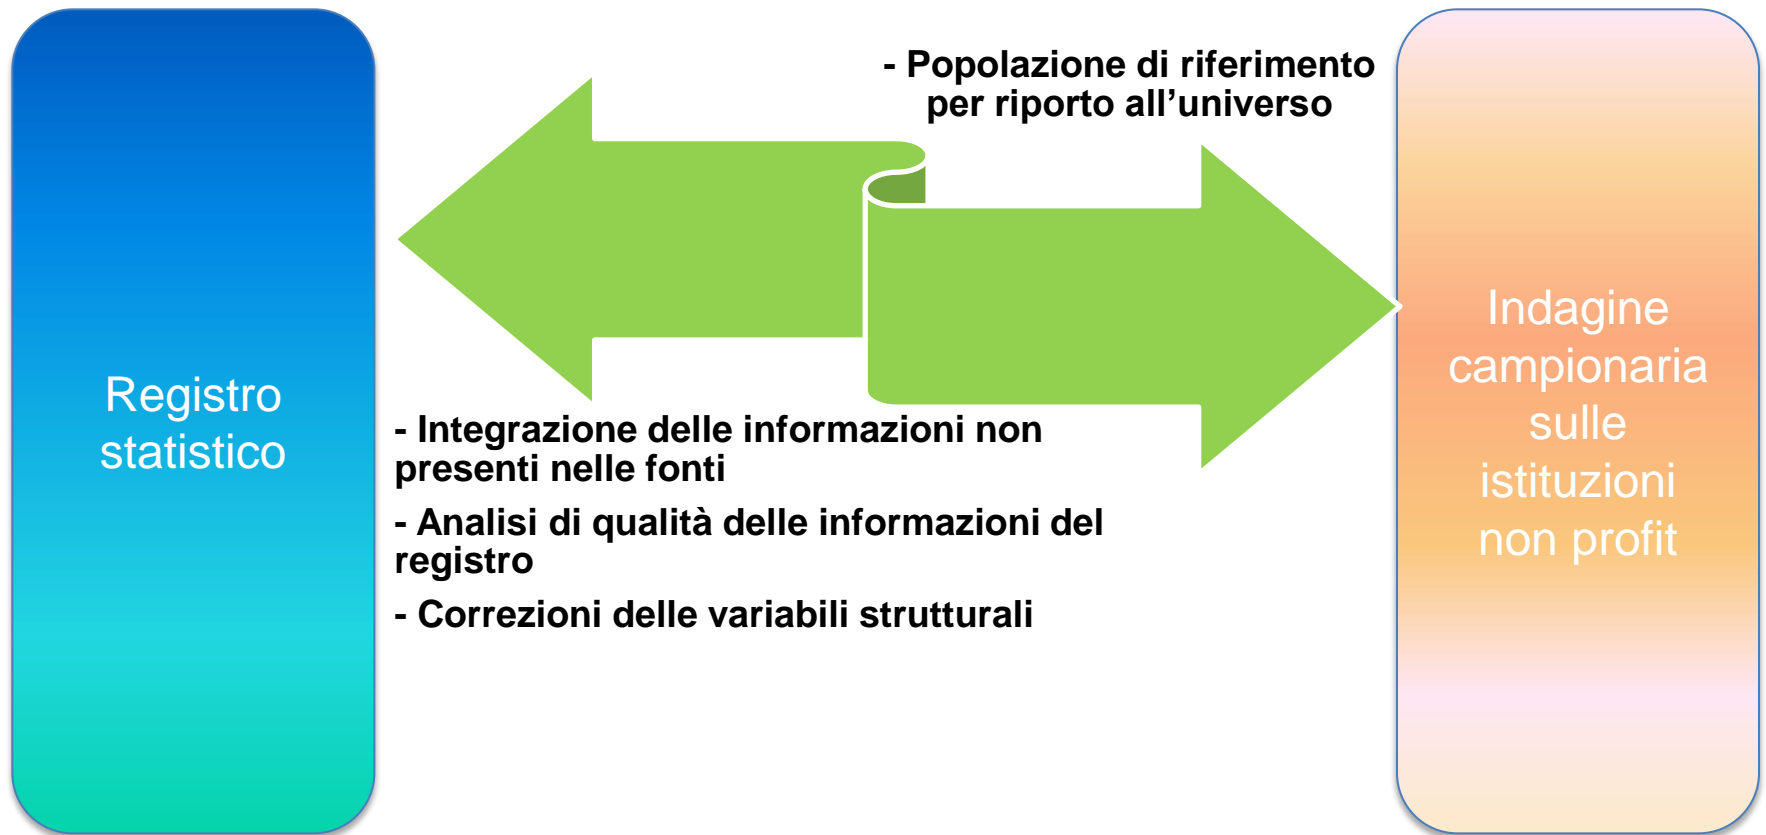 Registro
statistico
- Popolazione di riferimento
per riporto all’universo
- Integrazione delle informazioni non
presenti nelle fonti
- Analisi di qualità delle informazioni del
registro
- Correzioni delle variabili strutturali
Indagine
campionaria
sulle
istituzioni
non profit